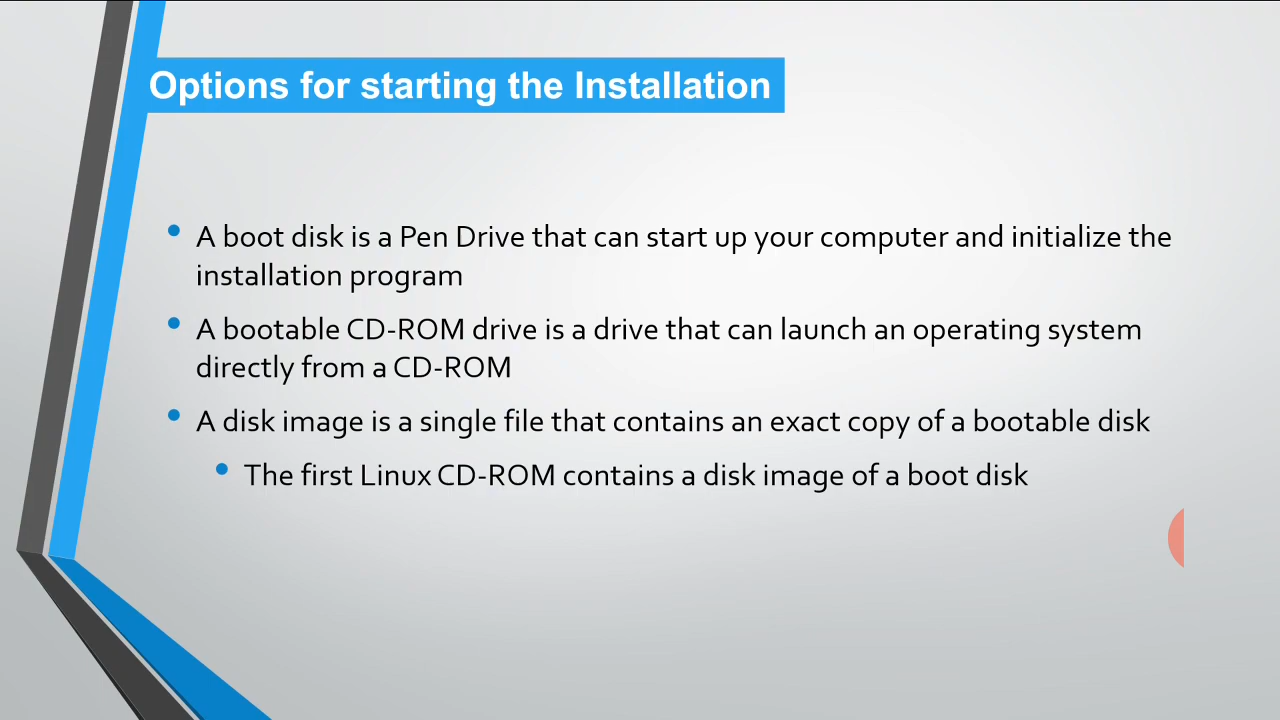 Options for starting the Installation
• A boot disk is a Pen Drive that can start up your computer and initialize the
installation program
• A bootable CD-ROM drive is a drive that can launch an operating system
directly from a CD-ROM
• A disk image is a single file that contains an exact copy of a bootable disk
• The first Linux CD-ROM contains a disk image of a boot disk